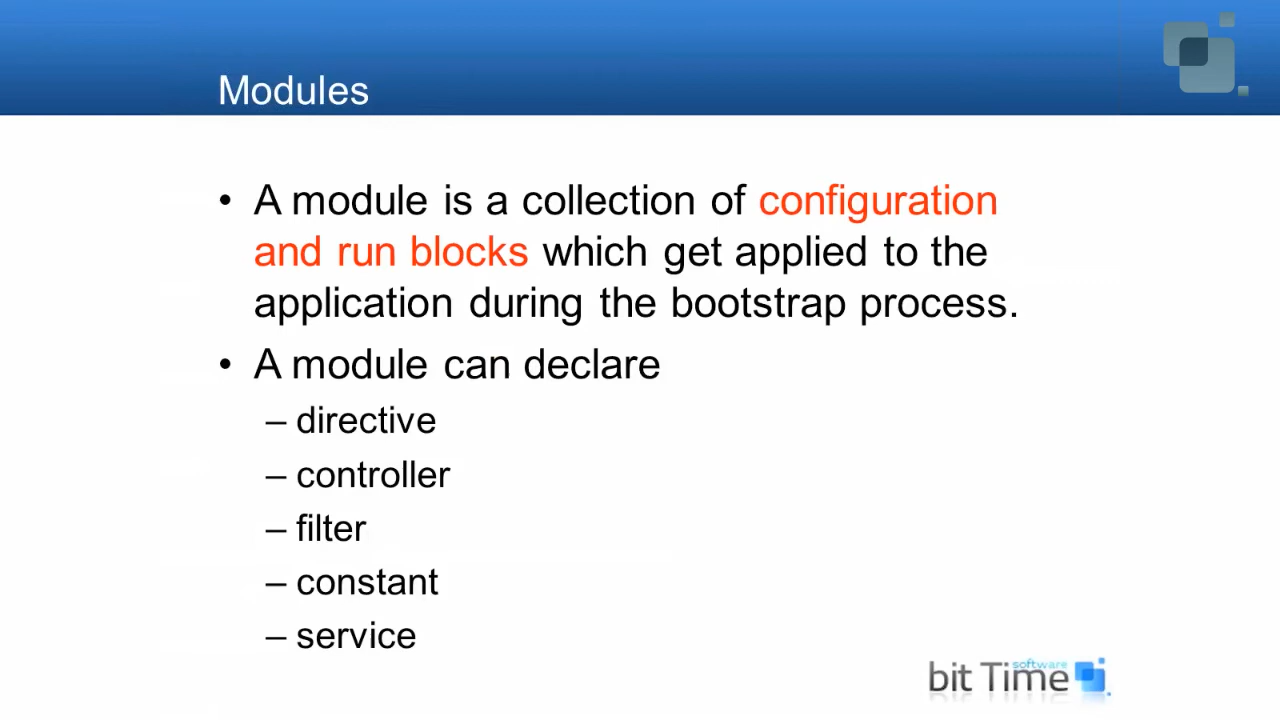 Modules
• A module is a collection of configuration
and run blocks which get applied to the
application during the bootstrap process.
• A module can declare
– directive
– controller
– filter
– constant
– service
software
bit Time